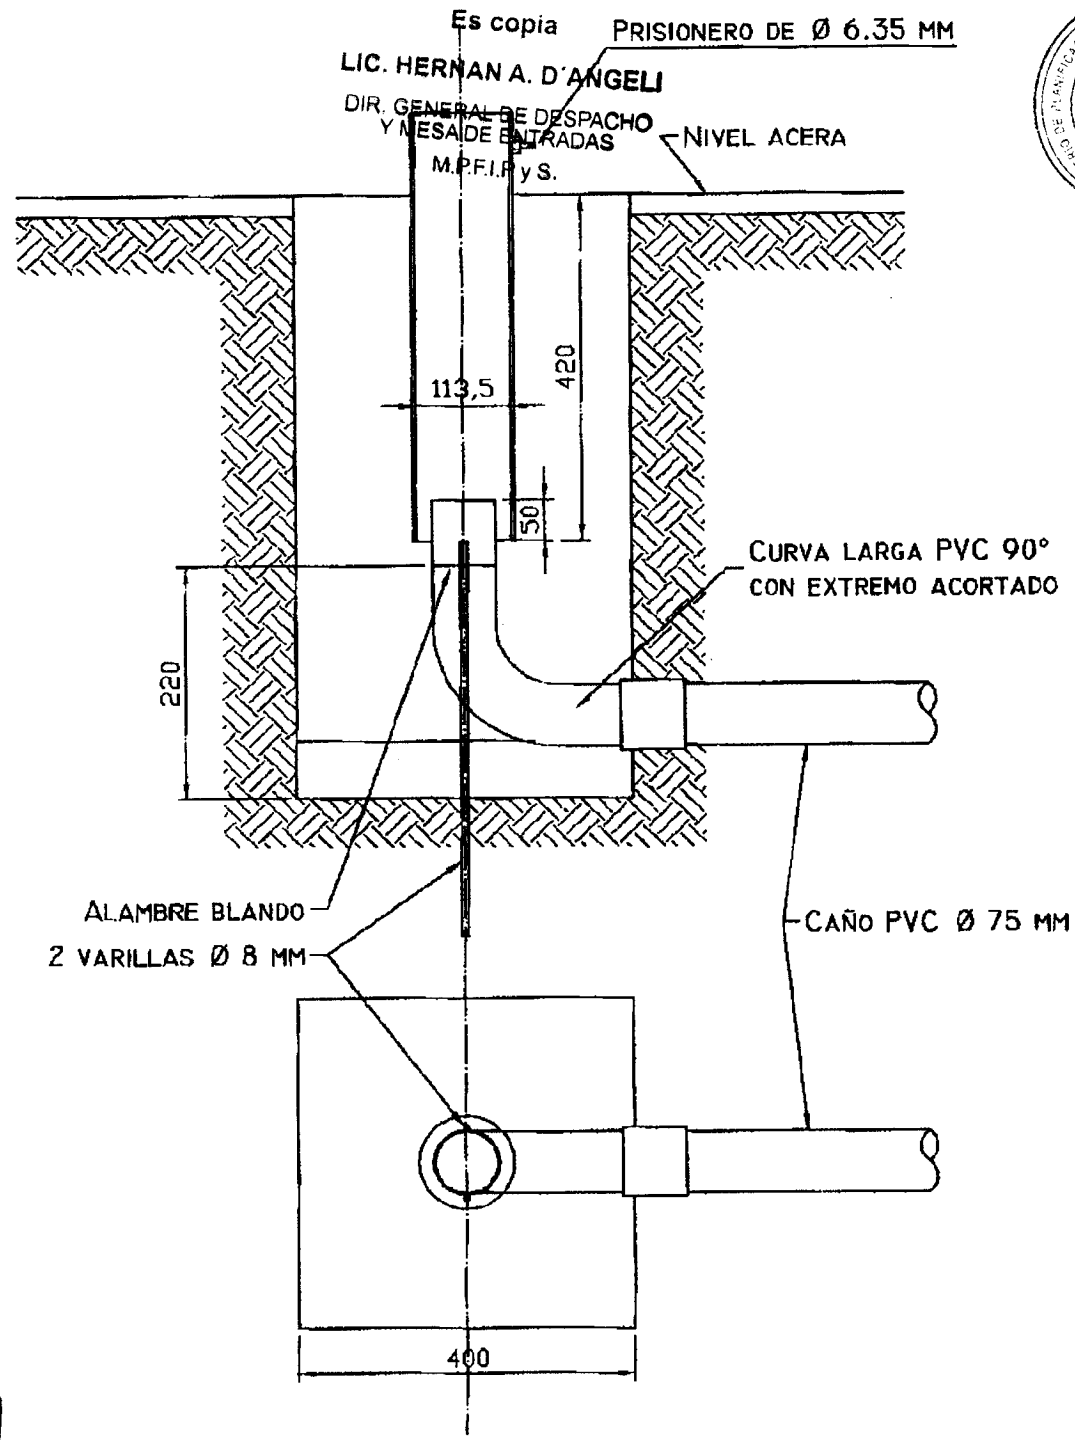 Es copia
PRISIONERO DE Ø 6.35 MM
LIC. HERNAN A. D´ANGELI
DIR. GENERAL DE DESPACHO
Y MESA DE ENTRADAS
M.P.F.I.P y S.
NIVEL ACERA
420
113,5
50
CURVA LARGA PVC 90°
CON EXTREMO ACORTADO
220
ALAMBRE BLANDO
2 VARILLAS Ø 8 MM
CAÑO PVC Ø 75 MM
400